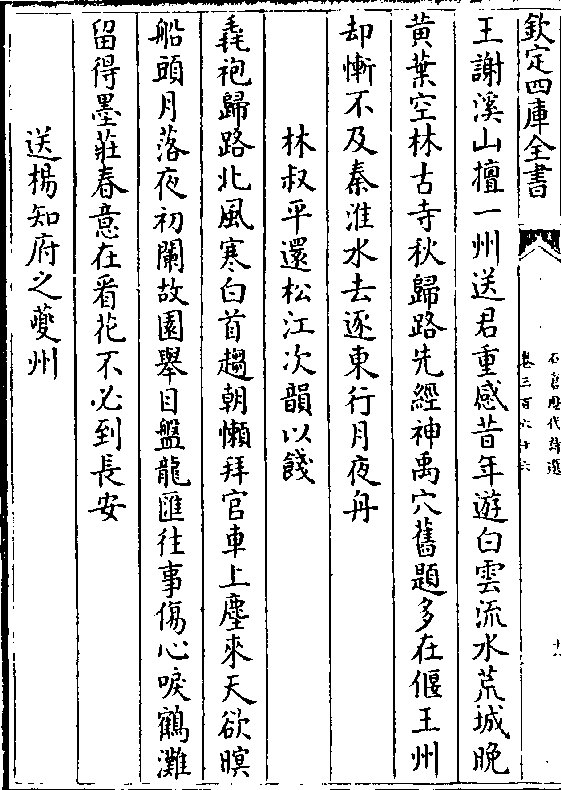 欽定四庫全書
石倉歷代詩選
卷三百六十六
十一
王謝溪山擅一州送君重感昔年遊白雲流水荒城晚
黃葉空林古寺秋歸路先經神禹穴舊題多在偃王州
却慚不及秦淮水去逐東行月夜舟
林叔平還松江次韻以餞
毳袍歸路北風寒白首趨朝懶拜官車上塵來天欲暝
船頭月落夜初闌故園舉目盤龍匯往事傷心唳鶴灘
留得墨莊春意在看花不必到長安
送楊知府之夔州